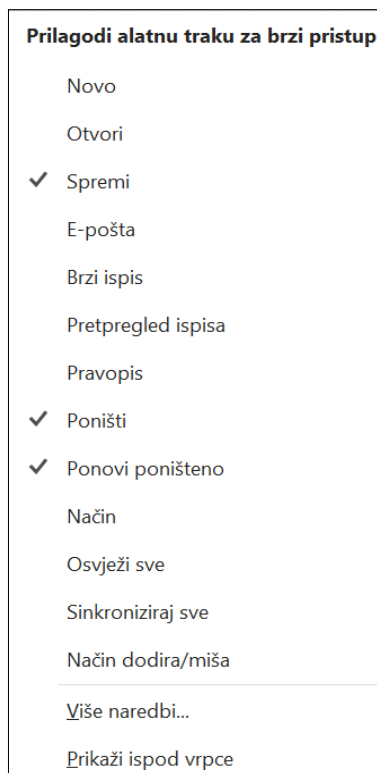 Prilagodi alatnu traku za brzi pristup
Novo
Otvori
Spremi
E-pošta
Brzi ispis
Pretpregled ispisa
Pravopis
Poništi
Ponovi poništeno
Način
Osvježi sve
Sinkroniziraj sve
Način dodira/miša
Više naredbi...
Prikaži ispod vrpce